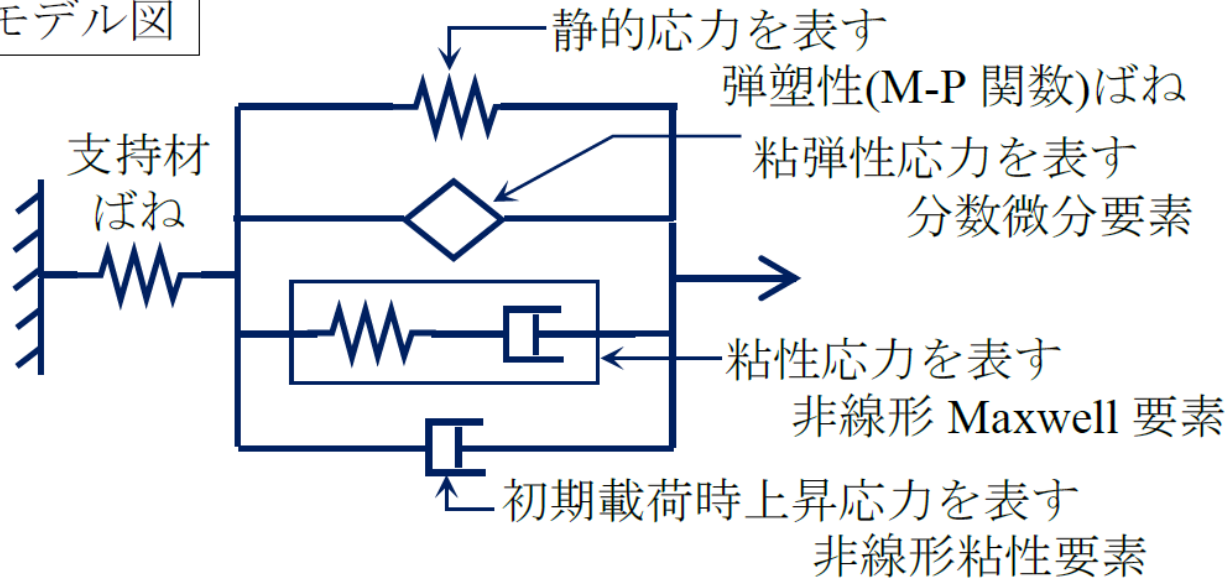 モデル図
静的応力を表す
弾塑性(M-P 関数)ばね
支持材
ばね
粘弾性応力を表す
分数微分要素
粘性応力を表す
非線形 Maxwell 要素
初期載荷時上昇応力を表す
非線形粘性要素